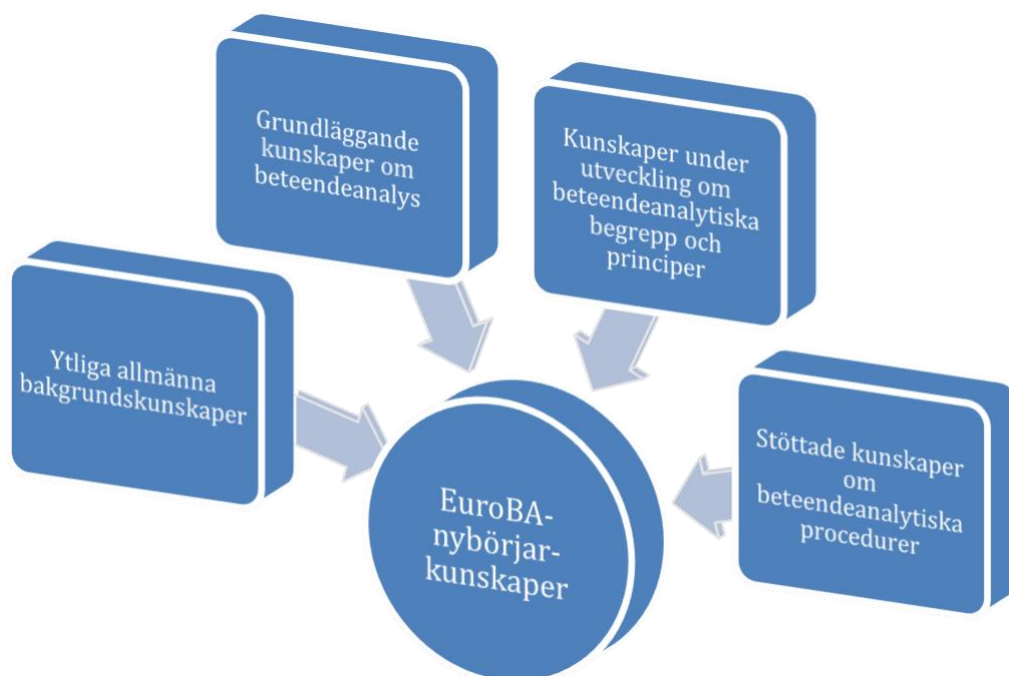 Grundläggande
kunskaper om
beteendeanalys
Kunskaper under
utveckling om
beteendeanalytiska
begrepp och
principer
Ytliga allmänna
bakgrundskunskaper
Stöttade kunskaper
om
beteendeanalytiska
procedurer
EuroBA-
nybörjar-
kunskaper